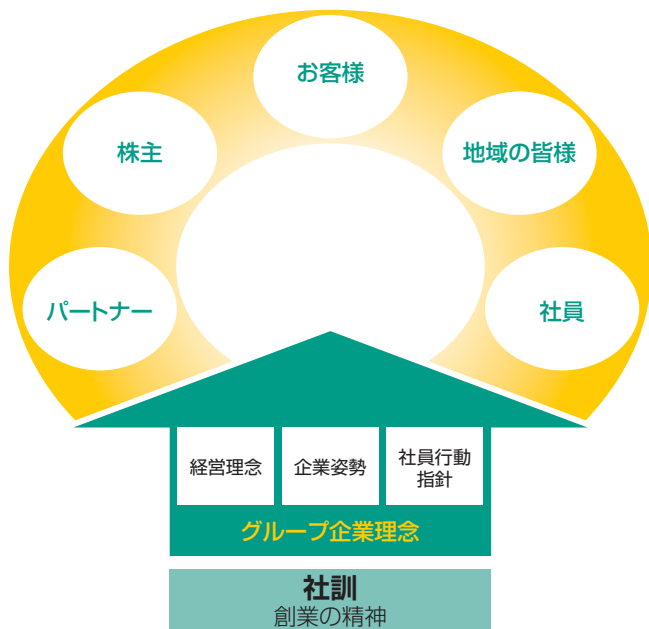 お客様
株主
地域の皆様
パートナー
社員
経営理念
企業姿勢
社員行動
指針
グループ企業理念
社訓
創業の精神